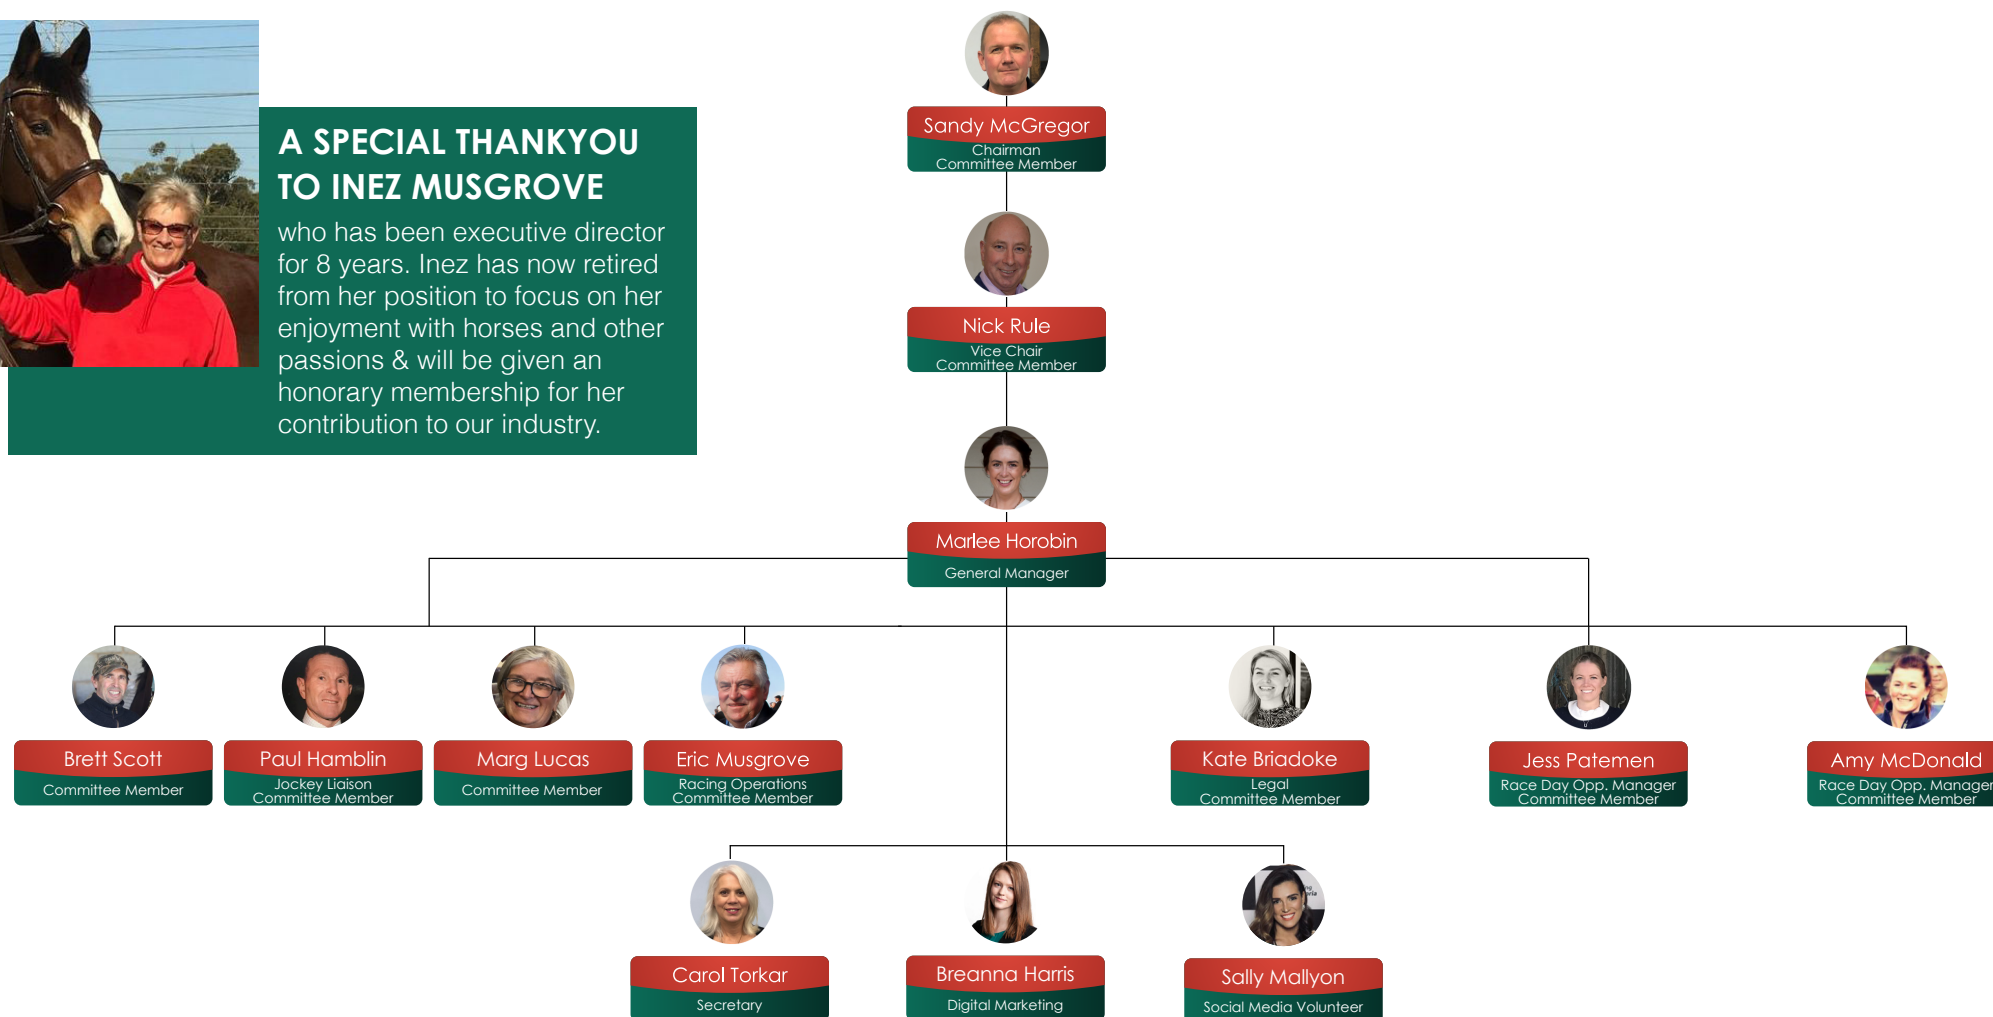 A SPECIAL THANKYOU
TO INEZ MUSGROVE
who has been executive director
for 8 years. Inez has now retired
from her position to focus on her
enjoyment with horses and other
passions & will be given an
honorary membership for her
contribution to our industry.
Sandy McGregor
Chairman
Committee Member
Nick Rule
Vice Chair
Committee Member
Marlee Horobin
General Manager
Brett Scott
Committee Member
Paul Hamblin
Jockey Liaison
Committee Member
Marg Lucas
Committee Member
Eric Musgrove
Racing Operations
Committee Member
Kate Briadoke
Legal
Committee Member
Jess Patemen
Race Day Opp. Manager
Committee Member
Amy McDonald
Race Day Opp. Manager
Committee Member
Carol Torkar
Secretary
Breanna Harris
Digital Marketing
Sally Mallyon
Social Media Volunteer